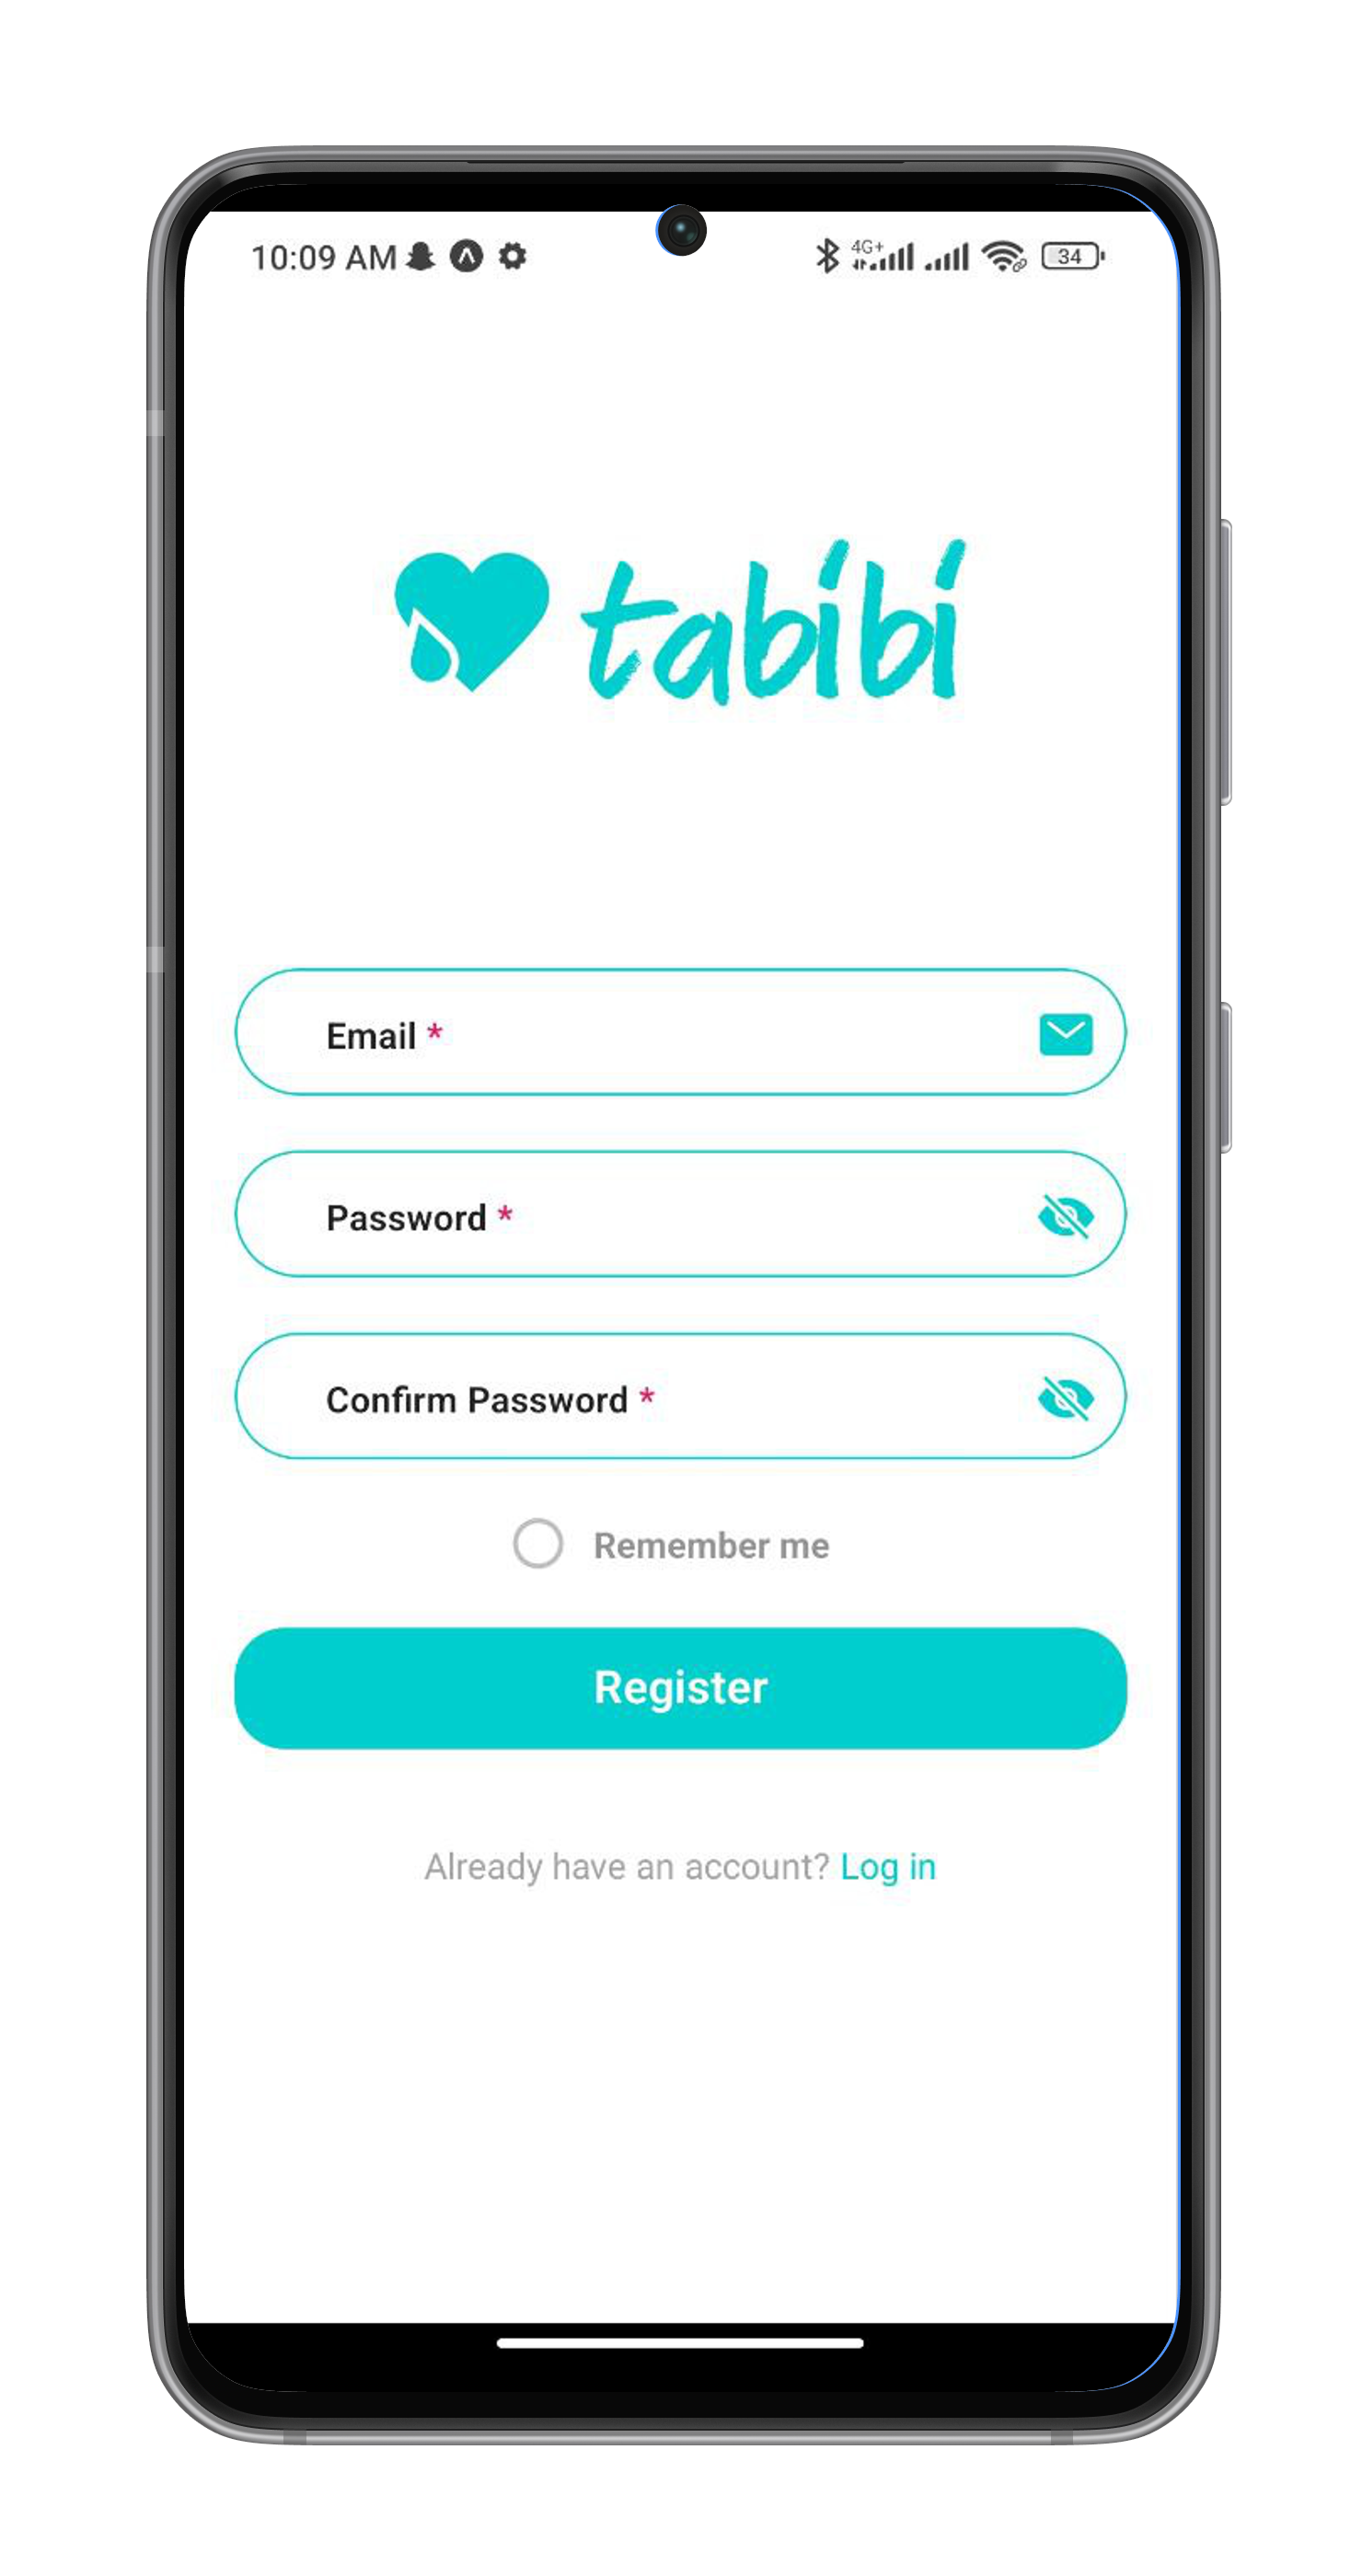 10:09 AM 4G+ 34
tabibi
Email *
Password *
Confirm Password *
Remember me
Register
Already have an account? Log in